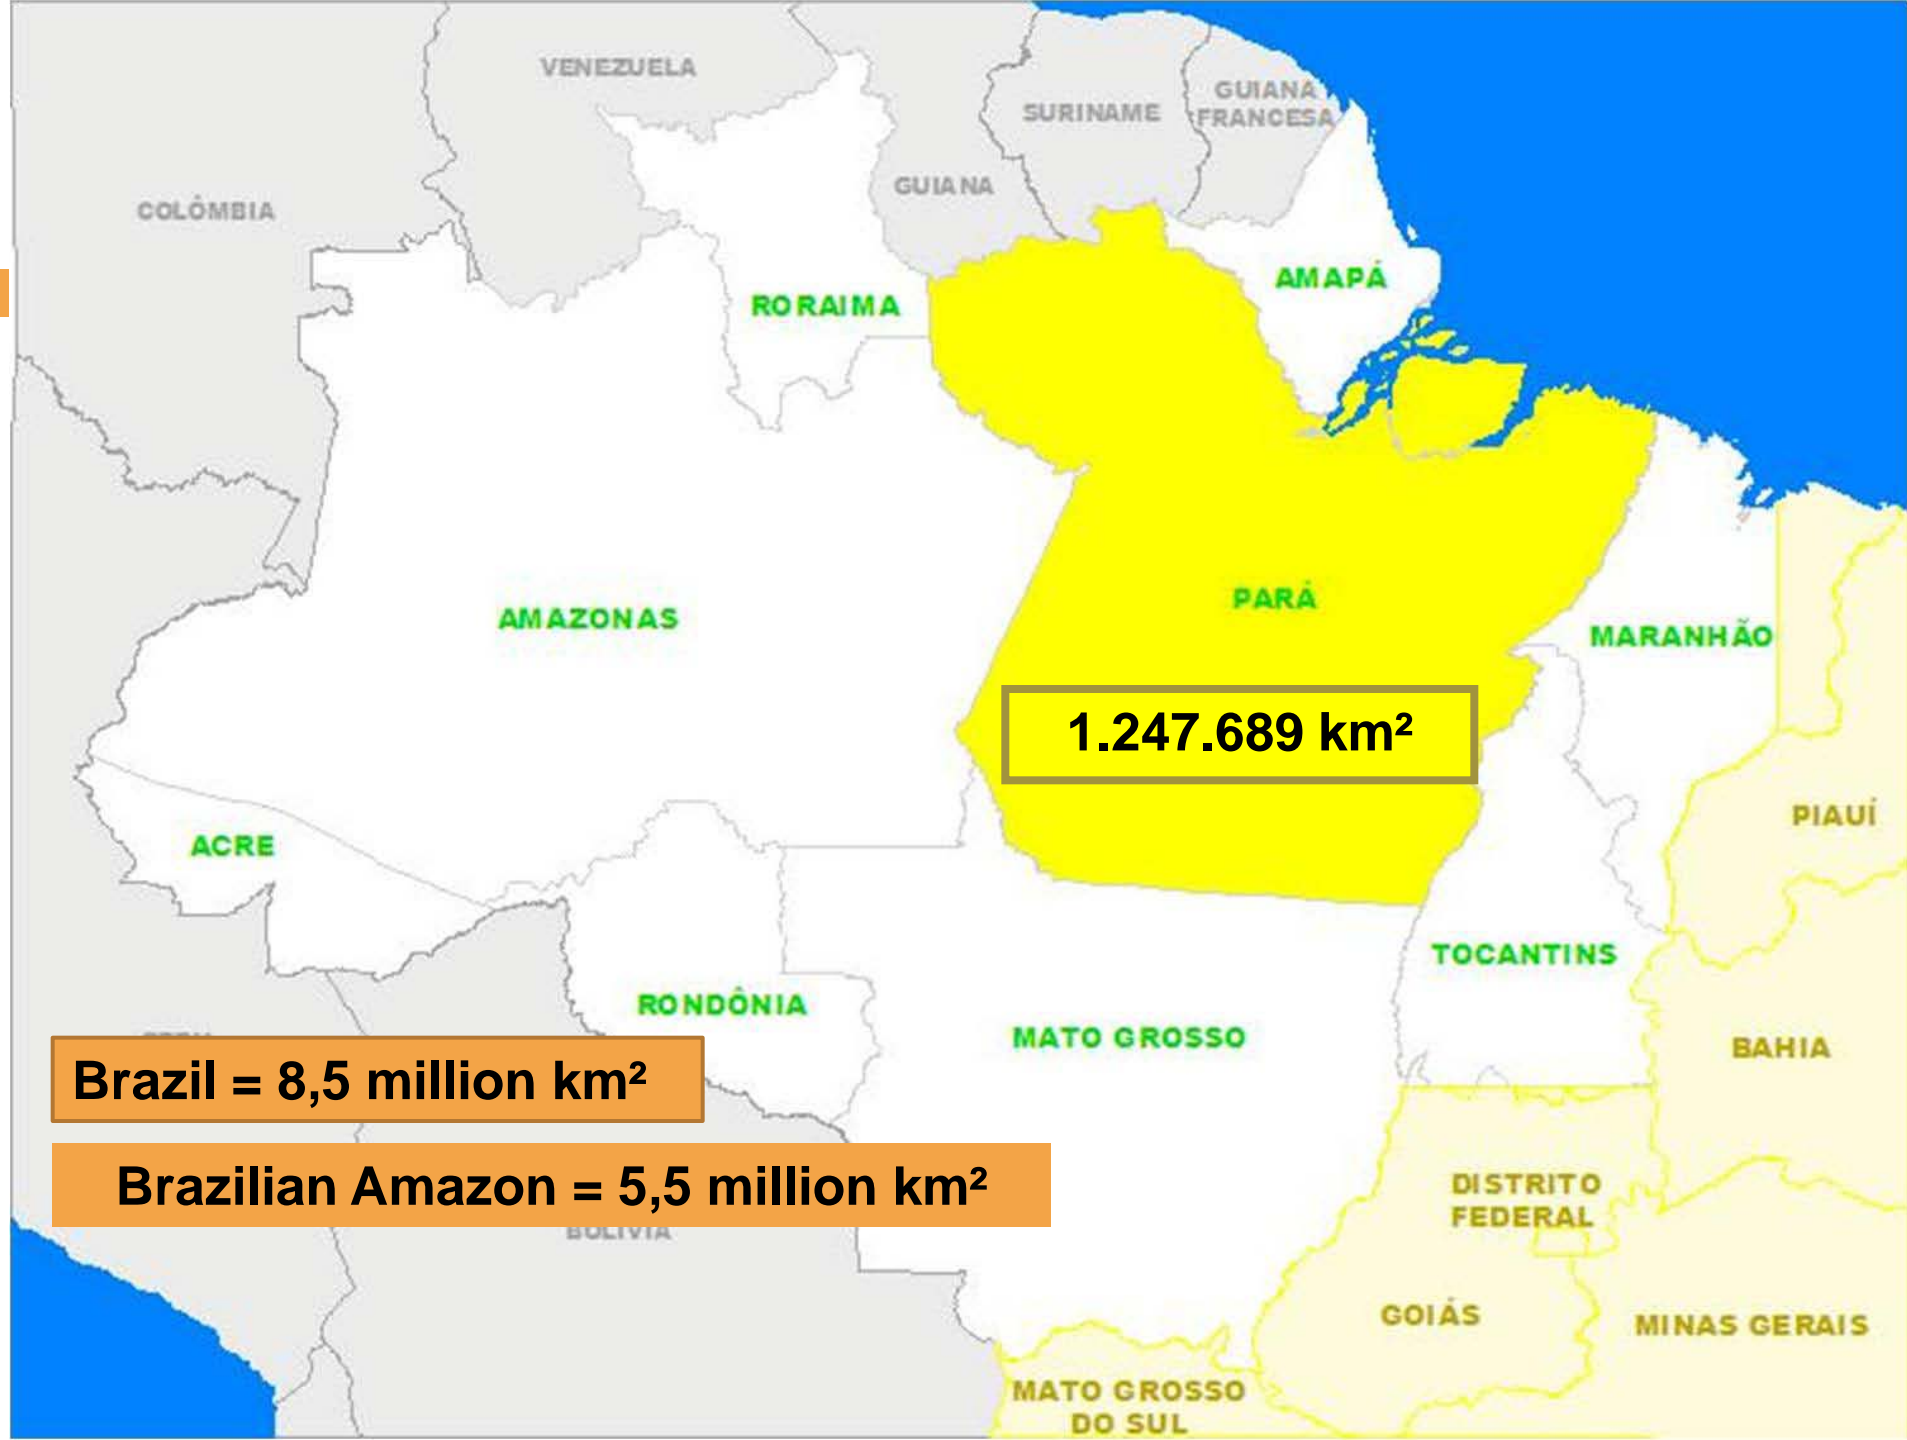 VENEZUELA
GUIANA
FRANCESA
SURINAME
GUIANA
COLÔMBIA
AMAPÁ
RORAIMA
PARÁ
AMAZONAS
MARANHÃO
1.247.689 km²
PIAUÍ
ACRE
TOCANTINS
RONDÔNIA
MATO GROSSO
BAHIA
Brazil = 8,5 million km²
Brazilian Amazon = 5,5 million km²
DISTRITO
FEDERAL
BOLIVIA
GOIÁS
MINAS GERAIS
MATO GROSSO
DO SUL